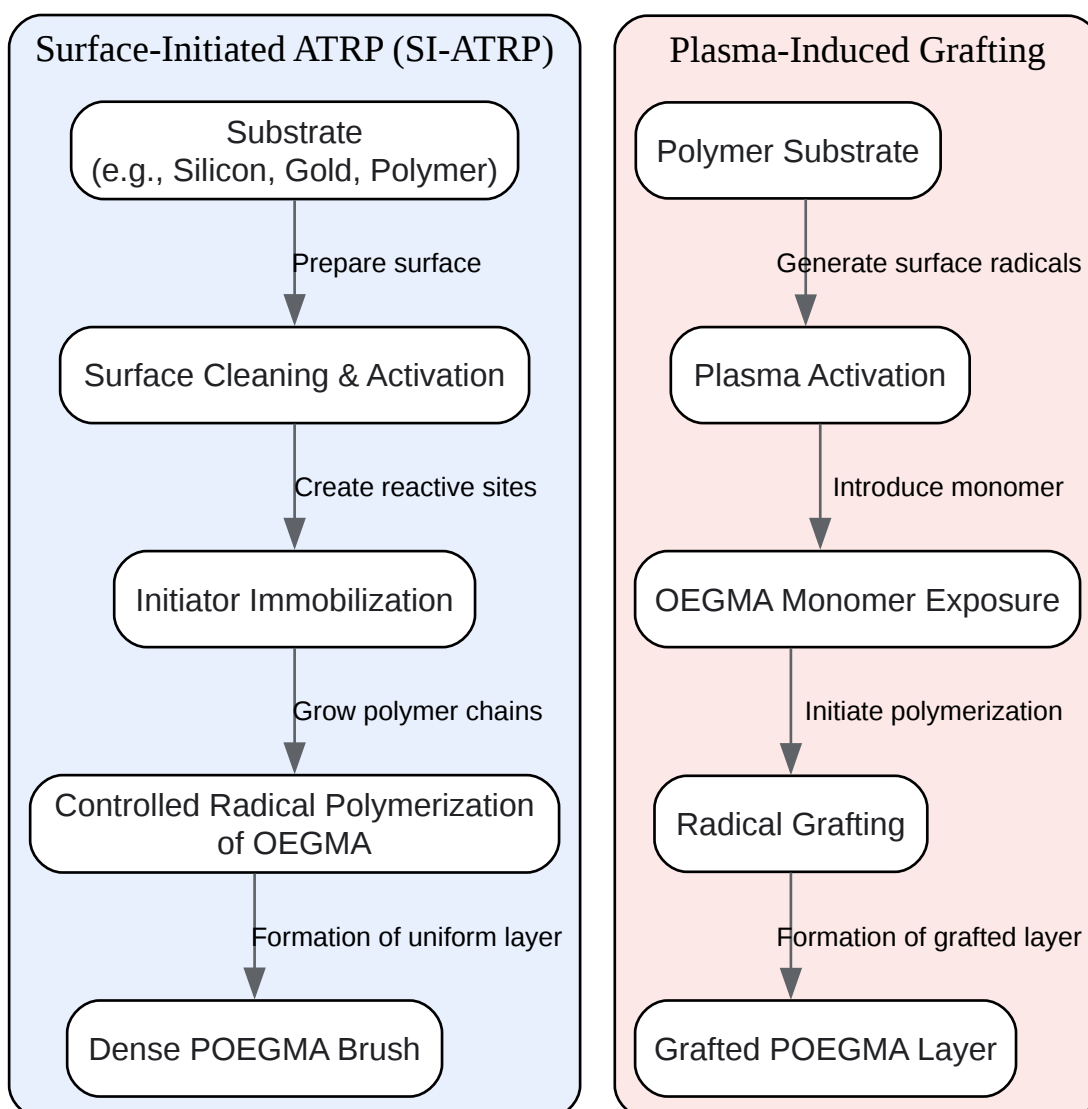 Surface-Initiated ATRP (SI-ATRP)
Substrate
(e.g., Silicon, Gold, Polymer)
Prepare surface
Surface Cleaning & Activation
Create reactive sites
Initiator Immobilization
Grow polymer chains
Controlled Radical Polymerization
of OEGMA
Formation of uniform layer
Dense POEGMA Brush
Plasma-Induced Grafting
Polymer Substrate
Generate surface radicals
Plasma Activation
Introduce monomer
OEGMA Monomer Exposure
Initiate polymerization
Radical Grafting
Formation of grafted layer
Grafted POEGMA Layer